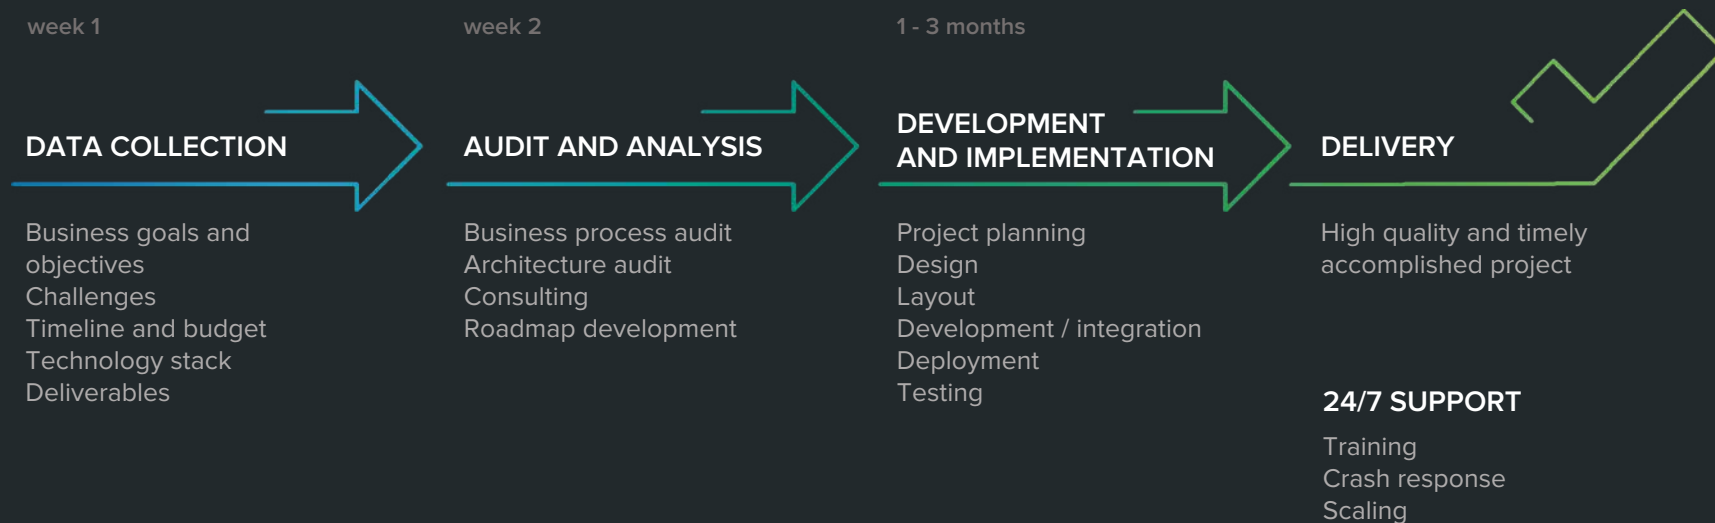 week 1
DATA COLLECTION
Business goals and
objectives
Challenges
Timeline and budget
Technology stack
Deliverables
week 2
AUDIT AND ANALYSIS
Business process audit
Architecture audit
Consulting
Roadmap development
1 - 3 months
DEVELOPMENT
AND IMPLEMENTATION
Project planning
Design
Layout
Development / integration
Deployment
Testing
DELIVERY
High quality and timely
accomplished project
24/7 SUPPORT
Training
Crash response
Scaling